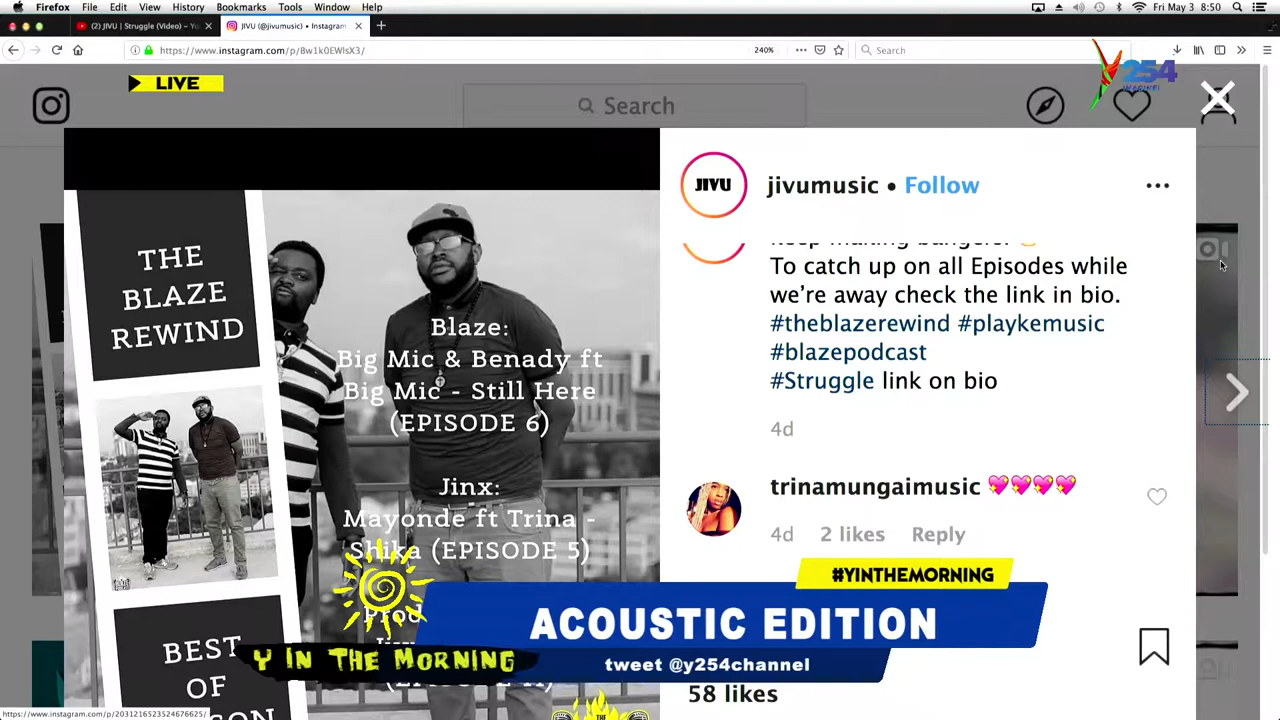 Firefox File Edit View History Bookmarks Tools Window Help
Fri May 3 8:50
(2) JIVU | Struggle (Video) – Yo
JIVU (@jivumusic) • Instagram
https://www.instagram.com/p/Bw1k0EWlsX3/
240%
Search
LIVE
Y254
IMAGINE!
Search
jivumusic • Follow
THE
BLAZE
REWIND
keep making bangers!
To catch up on all Episodes while
we're away check the link in bio.
#theblazerewind #playkemusic
#blazepodcast
#Struggle link on bio
4d
Blaze:
Big Mic & Benady ft
Big Mic - Still Here
(EPISODE 6)
Jinx:
Mayonde ft Trina -
Shika (EPISODE 5)
trinamungaimusic 💖💖💖💖
4d 2 likes Reply
#YINTHEMORNING
ACOUSTIC EDITION
Y IN THE MORNING
tweet @y254channel
BEST
OF
58 likes
https://www.instagram.com/p/2031216523524676625/